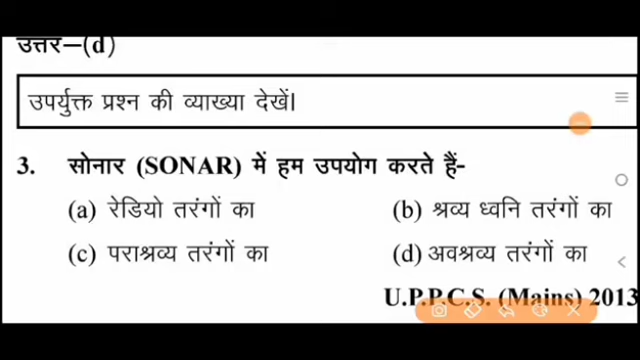 उत्तर–(d)
उपर्युक्त प्रश्न की व्याख्या देखें।
3. सोनार (SONAR) में हम उपयोग करते हैं-
(a) रेडियो तरंगों का (b) श्रव्य ध्वनि तरंगों का
(c) पराश्रव्य तरंगों का (d) अवश्रव्य तरंगों का
U.P.P.C.S. (Mains) 2013